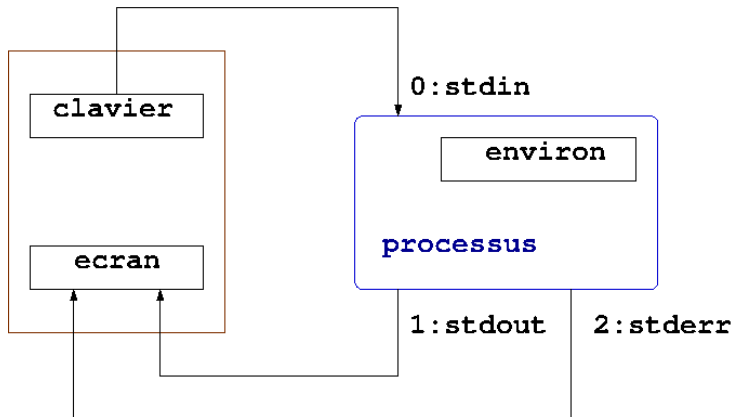 0:stdin
clavier
environ
processus
ecran
1:stdout
2:stderr